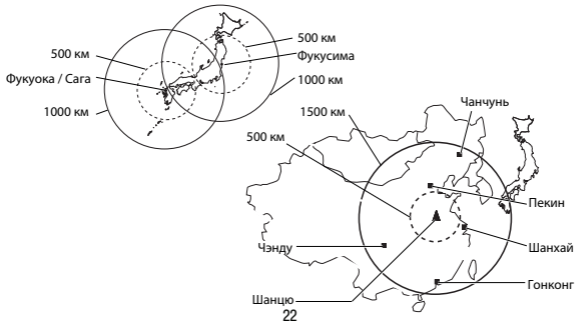 500 км
500 км
Фукусима
Фукуока / Сага
1000 км
1000 км
Чанчунь
1500 км
500 км
Пекин
Чэнду
Шанхай
Гонконг
Шанцю
22